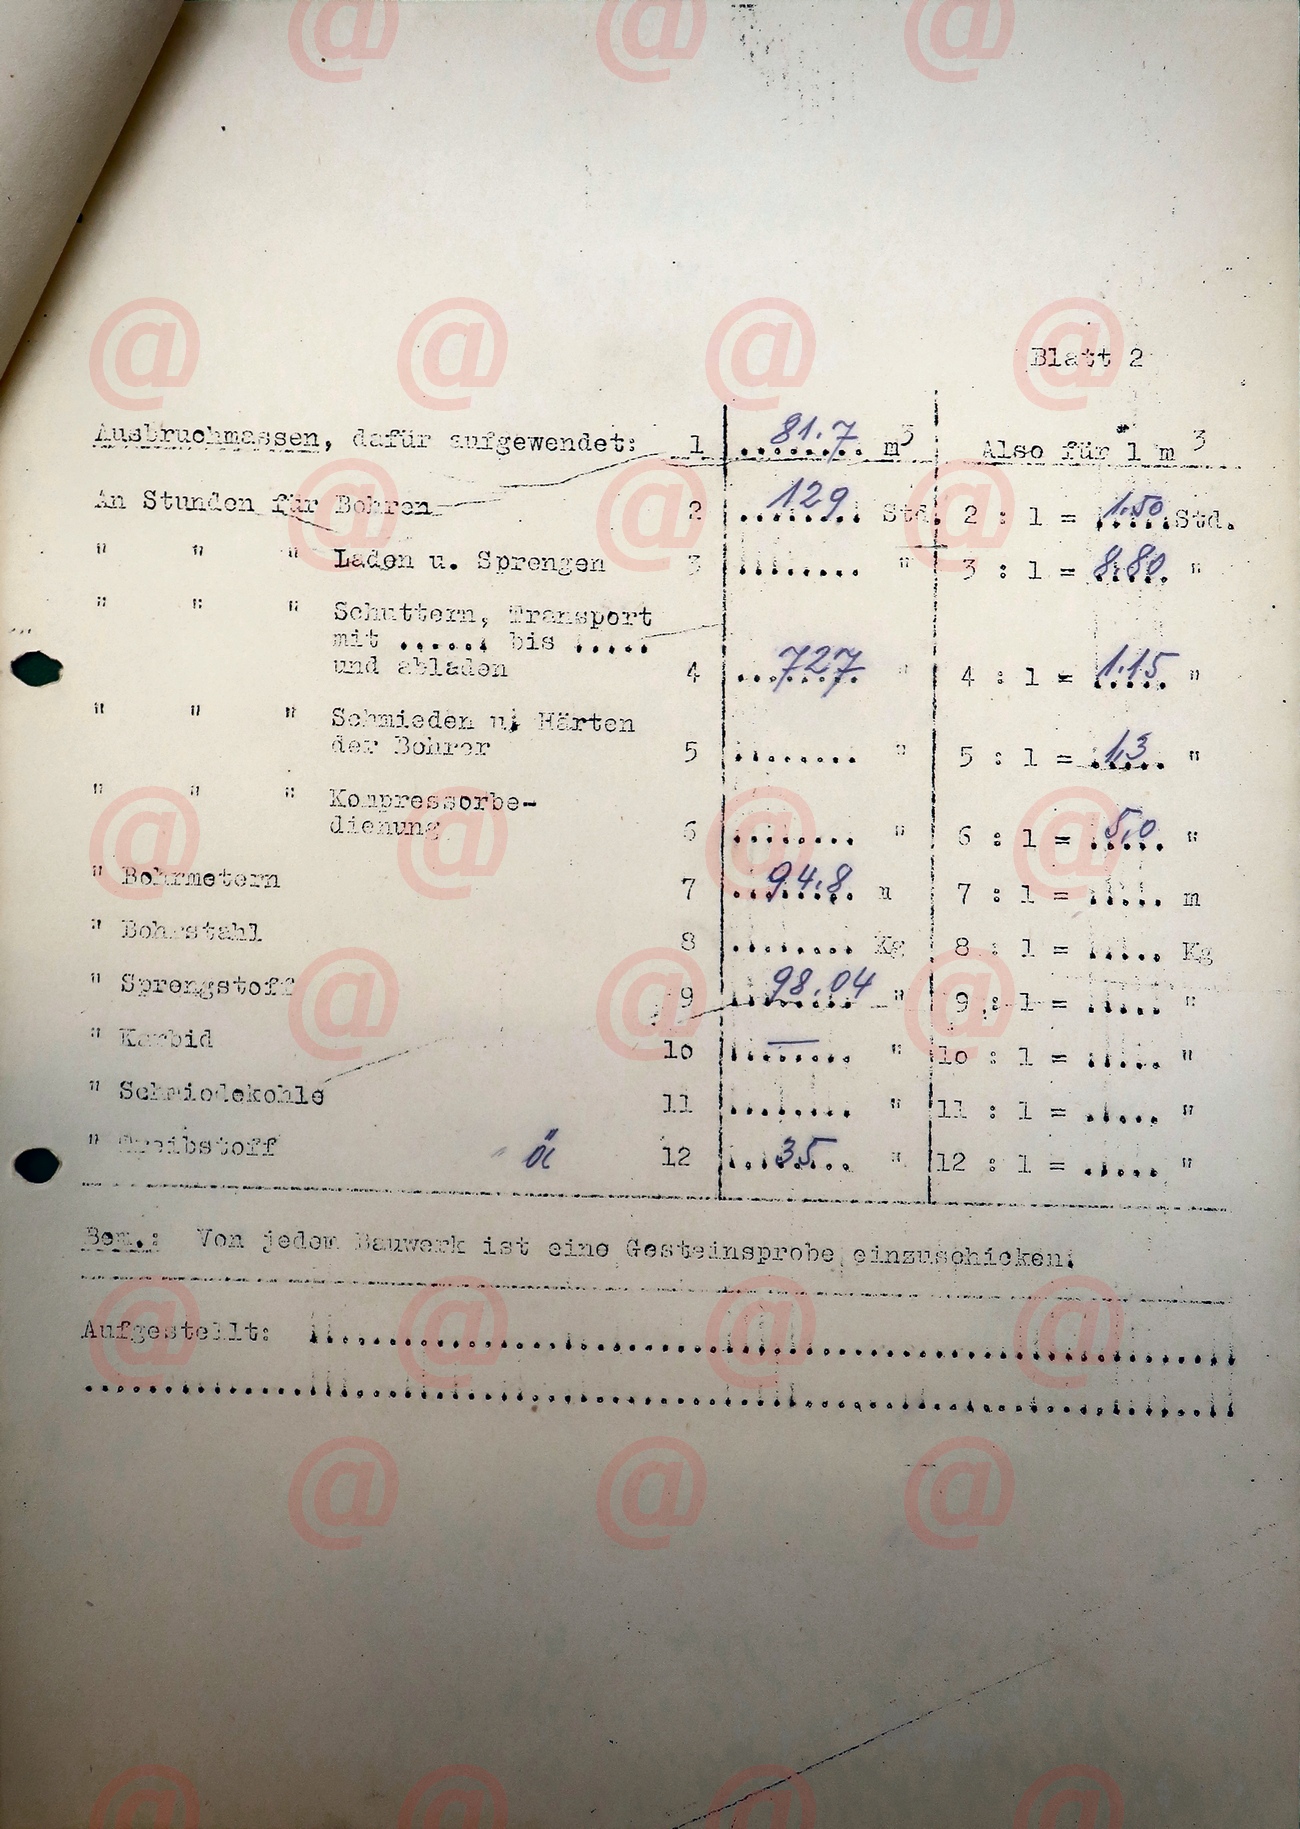 Blatt 2
Ausbruchmassen, dafür aufgewendet: 1 81.7 m³ Also für 1 m³
An Stunden für Bohren 2 129 Std. 2 : 1 = 1.50 Std.
" " " Laden u. Sprengen 3 ........ " 3 : 1 = 8.80 "
" " " Schuttern, Transport
mit ...... bis .....
und abladen 4 727 " 4 : 1 = 1.15 "
" " " Schmieden u. Härten
der Bohrer 5 ........ " 5 : 1 = 1,3 "
" " " Kompressorbe-
dienung 6 ........ " 6 : 1 = 5,0 "
" Bohrmetern 7 94.8 m 7 : 1 = ..... m
" Bohrstahl 8 ........ Kg 8 : 1 = ..... Kg
" Sprengstoff 9 98.04 " 9 : 1 = ..... "
" Karbid 10 — " 10 : 1 = ..... "
" Schmiedekohle 11 ........ " 11 : 1 = ..... "
" Treibstoff Öl 12 35 " 12 : 1 = ..... "
Bem.: Von jedem Bauwerk ist eine Gesteinsprobe einzuschicken.
Aufgestellt: ........................................
........................................